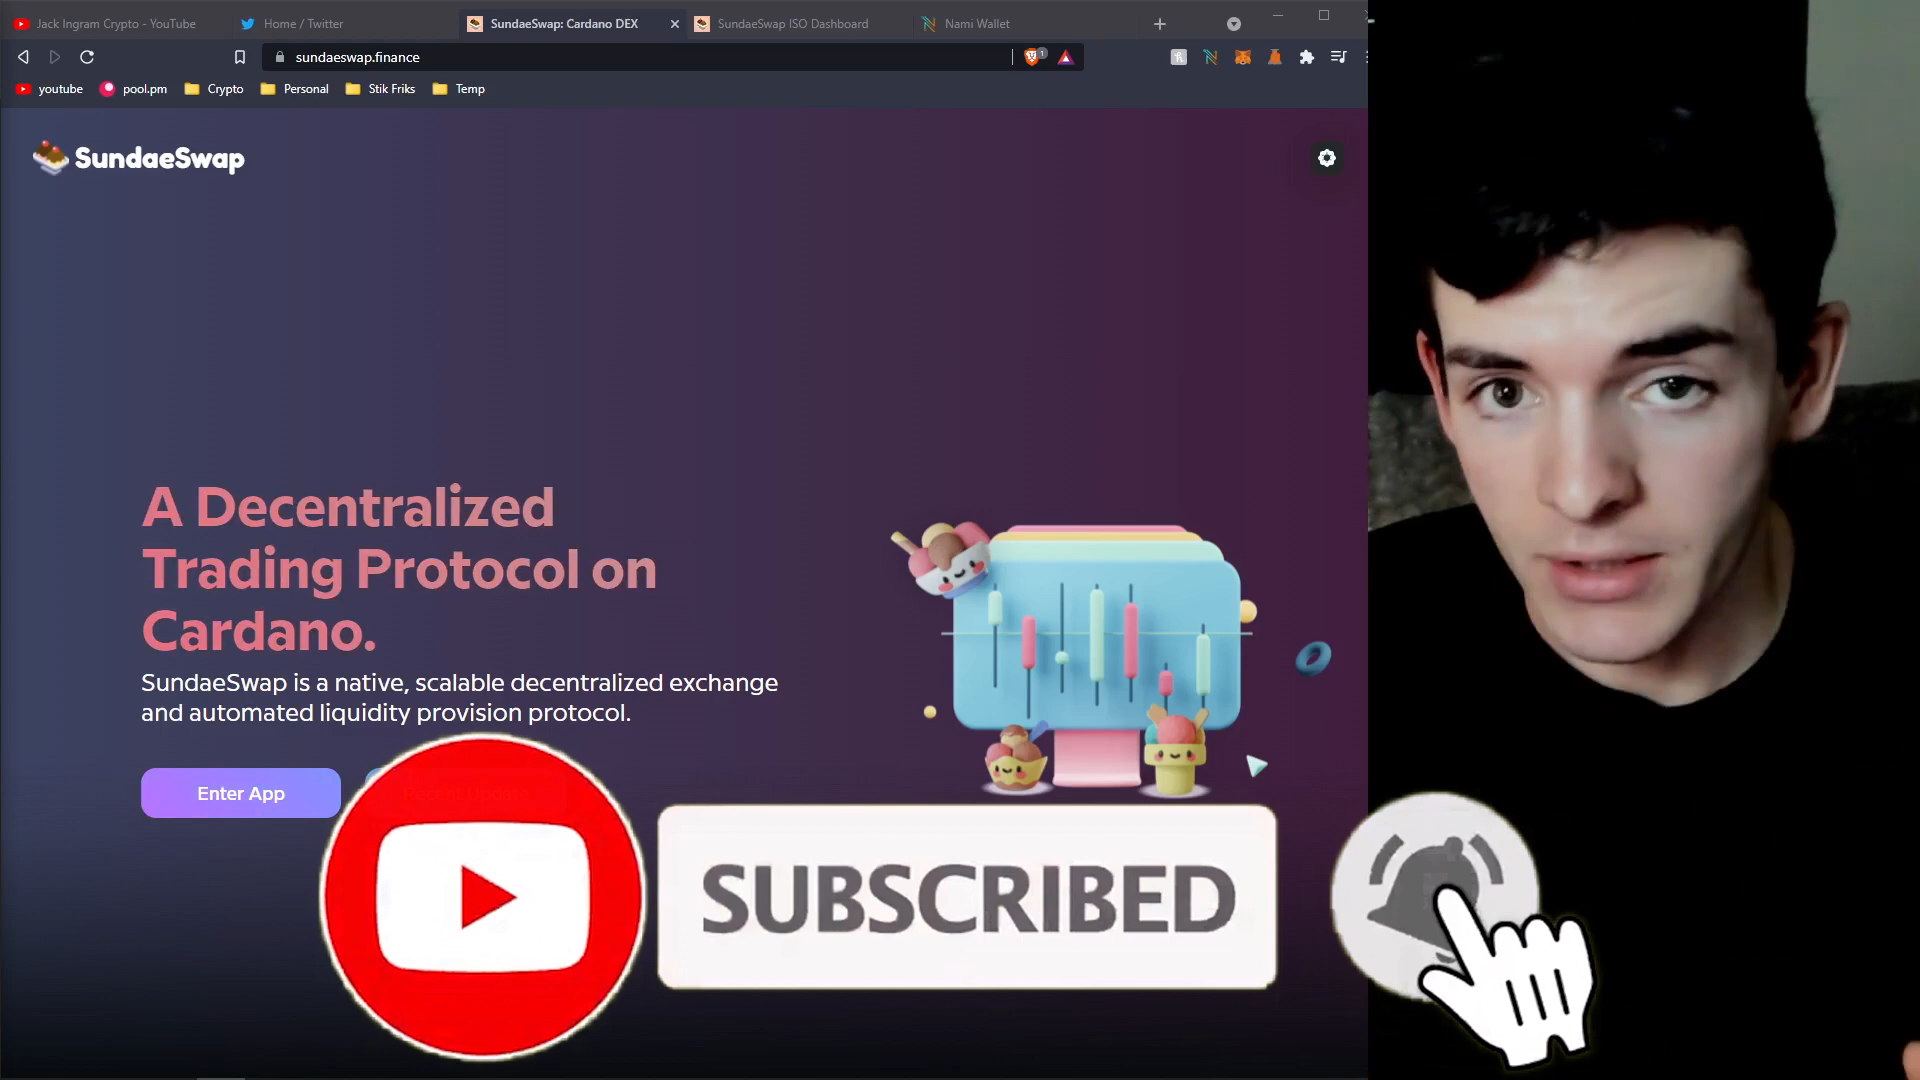 Jack Ingram Crypto - YouTube
Home / Twitter
SundaeSwap: Cardano DEX
SundaeSwap ISO Dashboard
Nami Wallet
sundaeswap.finance
1
youtube
pool.pm
Crypto
Personal
Stik Friks
Temp
SundaeSwap
A Decentralized
Trading Protocol on
Cardano.
SundaeSwap is a native, scalable decentralized exchange
and automated liquidity provision protocol.
Enter App
SUBSCRIBED